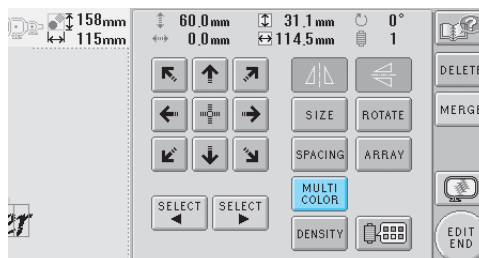 158mm 60.0mm 31.1mm 0°
115mm 0.0mm 114.5mm 1
DELETE
SIZE ROTATE MERGE
SPACING ARRAY
MULTI
COLOR
SELECT SELECT
DENSITY
EDIT
END
er